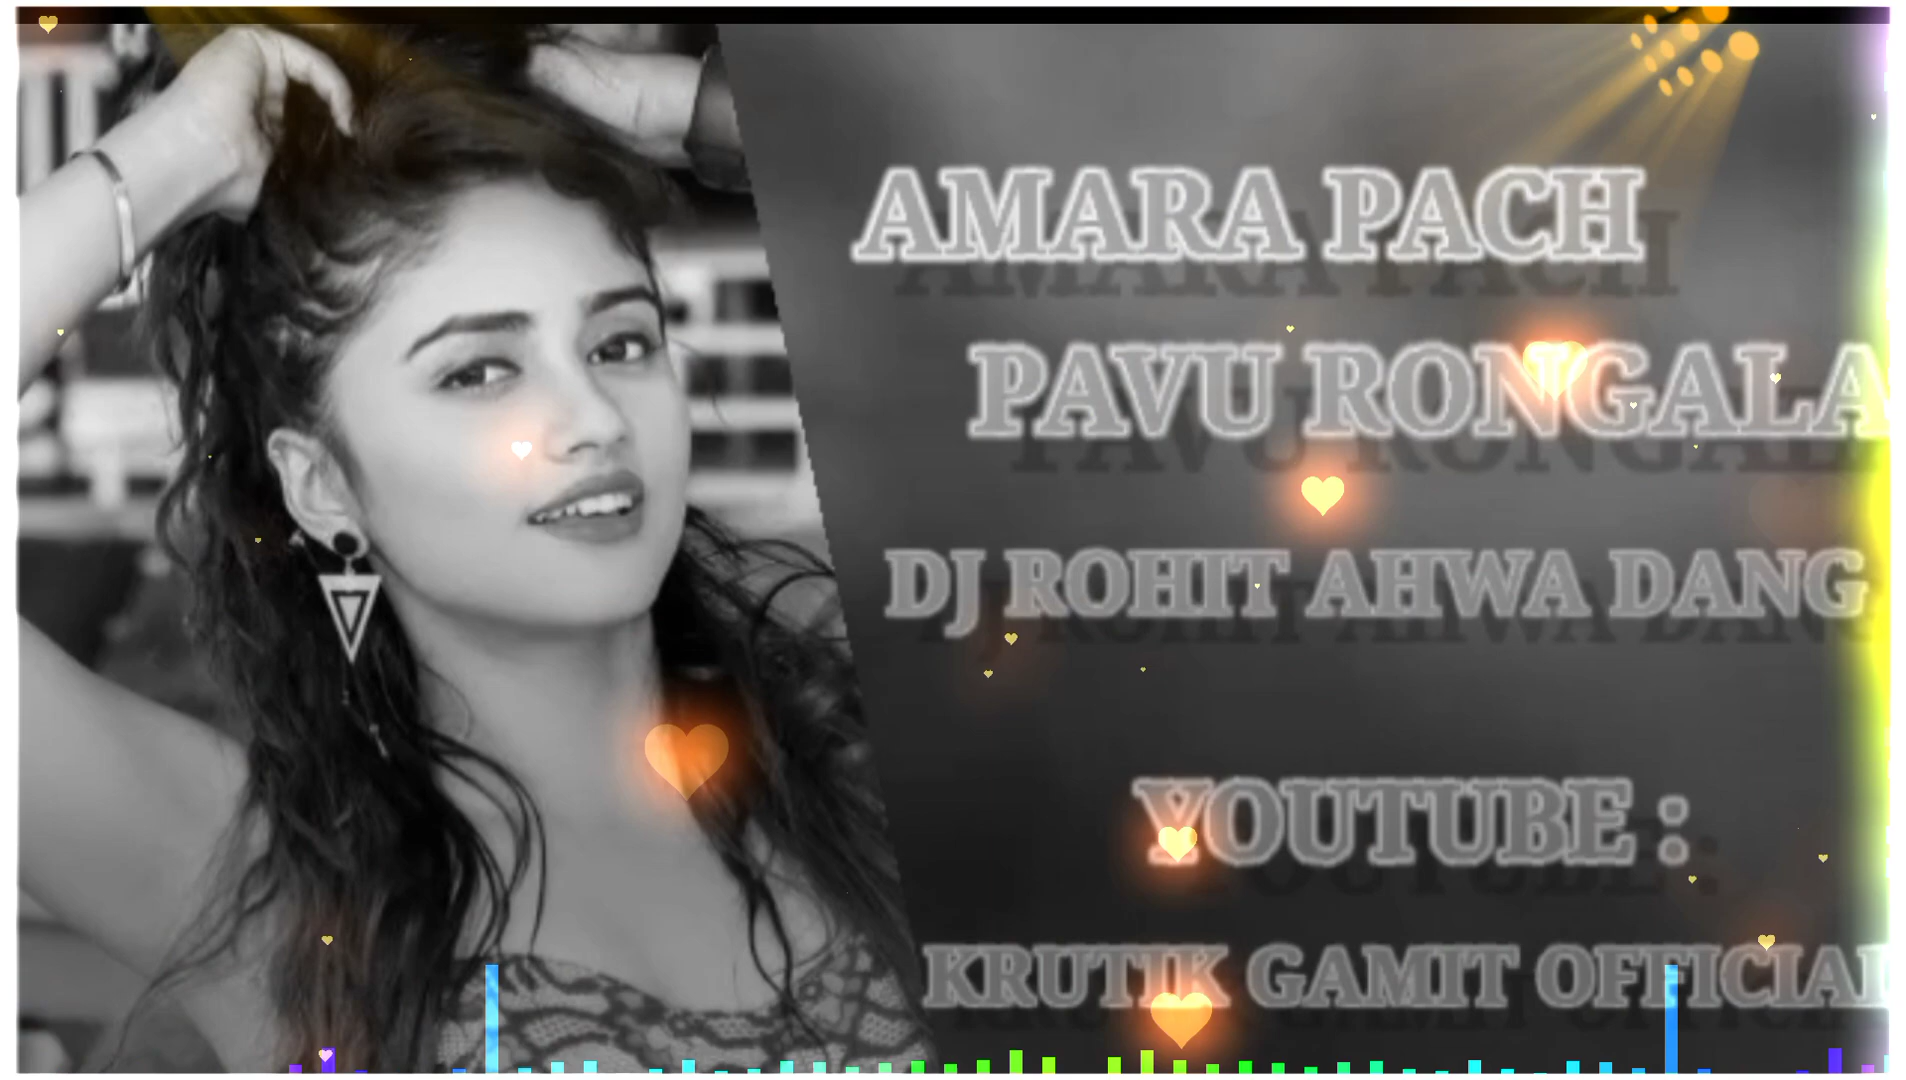 AMARA PACH
PAVU RONGALA
DJ ROHIT AHWA DANG
YOUTUBE :
KRUTIK GAMIT OFFICIAL